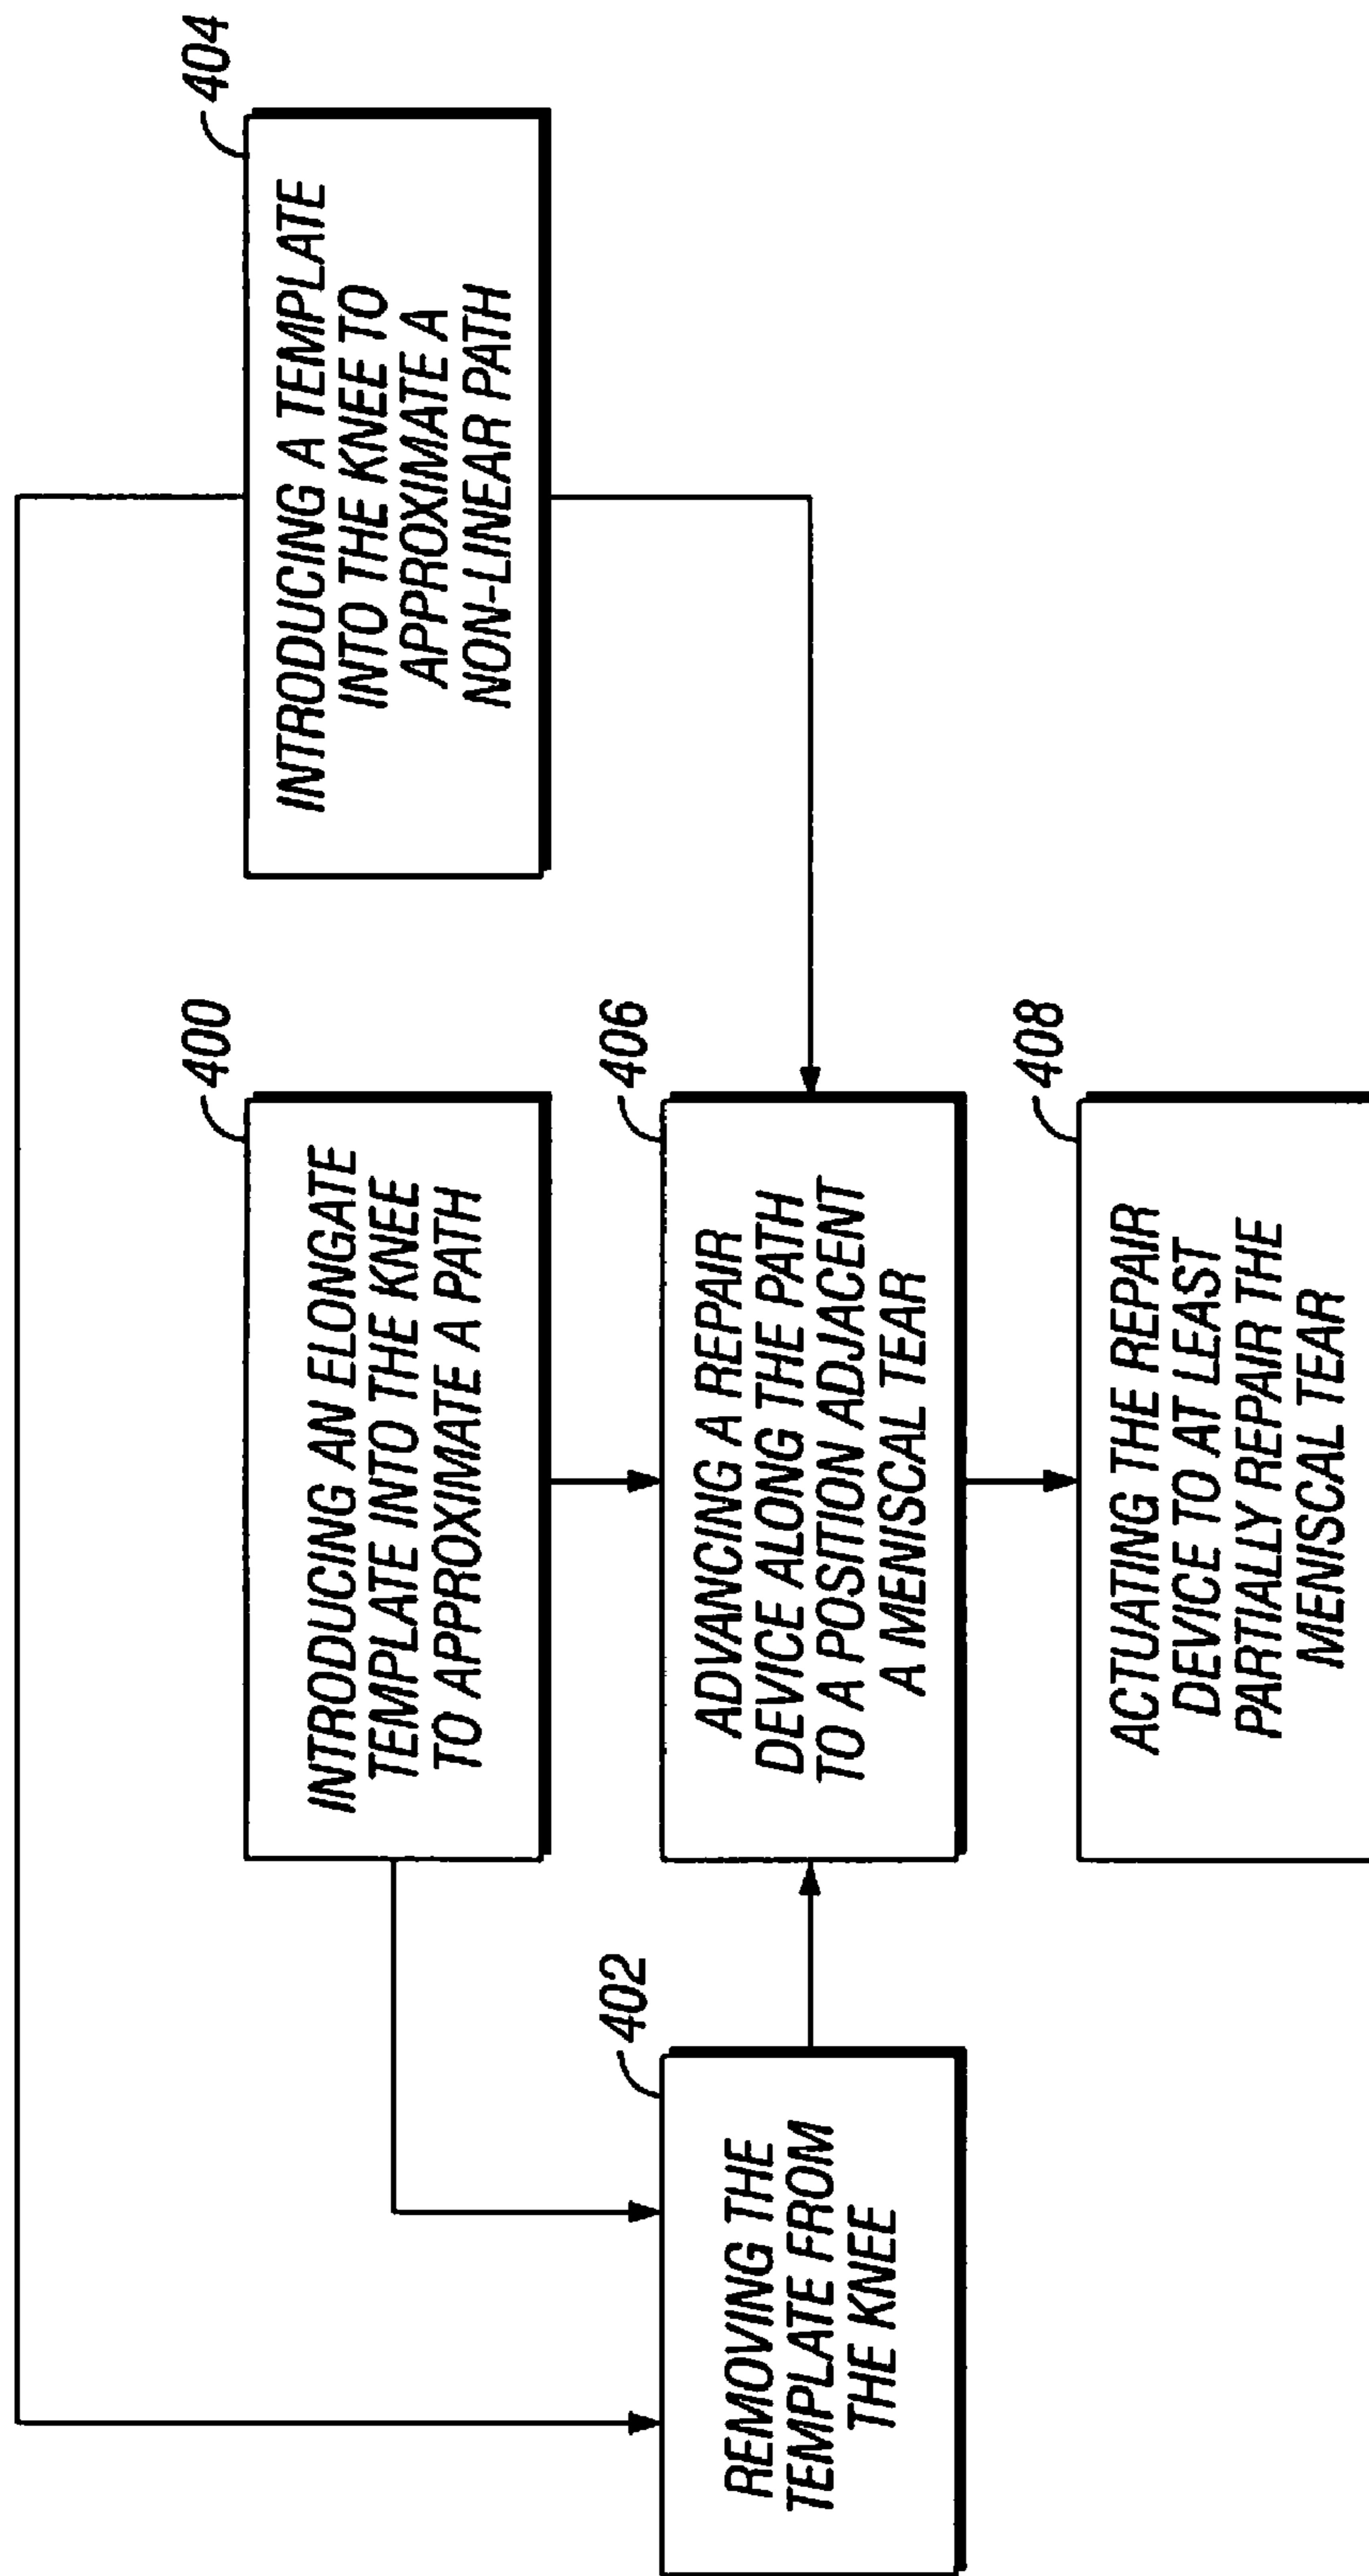 400
INTRODUCING AN ELONGATE
TEMPLATE INTO THE KNEE
TO APPROXIMATE A PATH
404
INTRODUCING A TEMPLATE
INTO THE KNEE TO
APPROXIMATE A
NON-LINEAR PATH
402
REMOVING THE
TEMPLATE FROM
THE KNEE
406
ADVANCING A REPAIR
DEVICE ALONG THE PATH
TO A POSITION ADJACENT
A MENISCAL TEAR
408
ACTUATING THE REPAIR
DEVICE TO AT LEAST
PARTIALLY REPAIR THE
MENISCAL TEAR